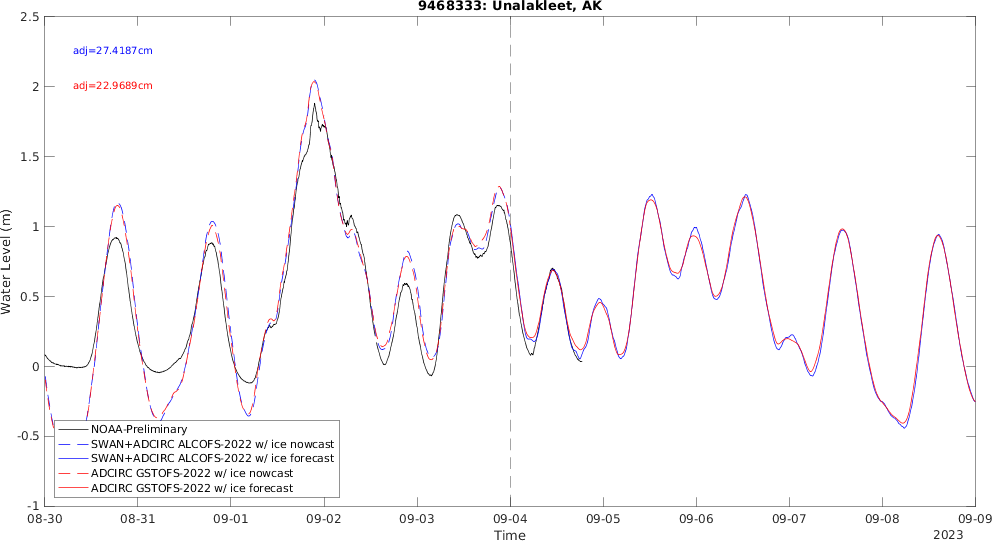 9468333: Unalakleet, AK
2.5
2
1.5
1
0.5
0
-0.5
-1
Water Level (m)
adj=27.4187cm
adj=22.9689cm
NOAA-Preliminary
SWAN+ADCIRC ALCOFS-2022 w/ ice nowcast
SWAN+ADCIRC ALCOFS-2022 w/ ice forecast
ADCIRC GSTOFS-2022 w/ ice nowcast
ADCIRC GSTOFS-2022 w/ ice forecast
08-30 08-31 09-01 09-02 09-03 09-04 09-05 09-06 09-07 09-08 09-09
Time
2023